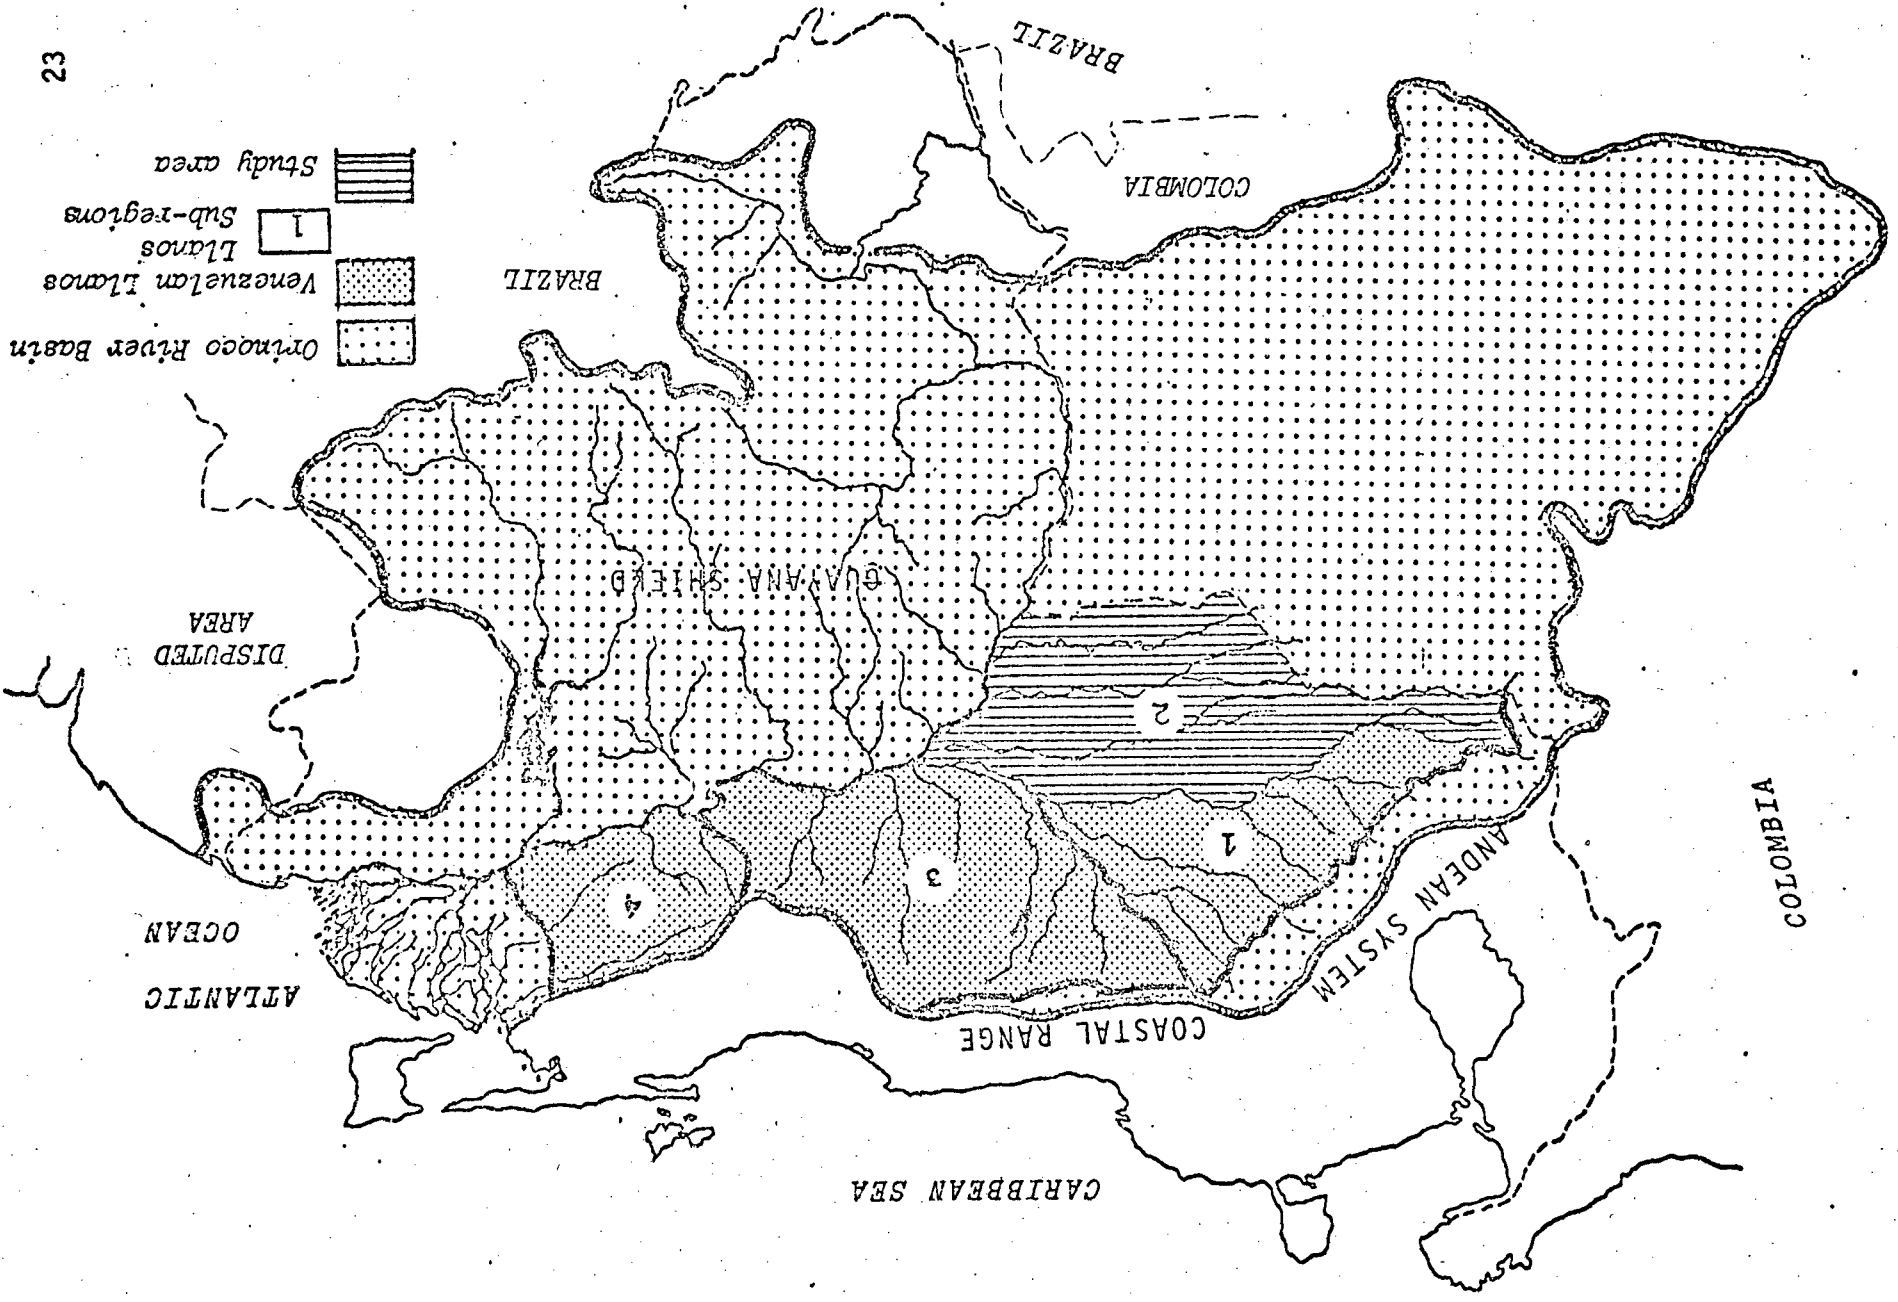 CARIBBEAN SEA
COASTAL RANGE
ANDEAN SYSTEM
COLOMBIA
ATLANTIC
OCEAN
1
2
3
4
DISPUTED
AREA
GUAYANA SHIELD
BRAZIL
COLOMBIA
BRAZIL
Orinoco River Basin
Venezuelan Llanos
1
Llanos
Sub-regions
Study area
23